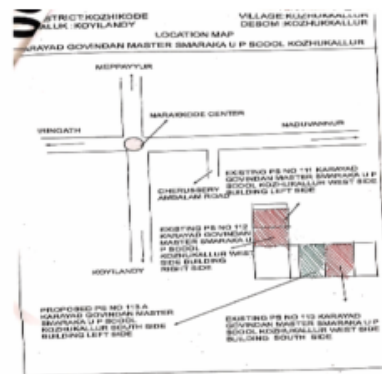 DISTRICT:KOZHIKODE
VILLAGE:KOZHUKKALLUR
TALUK :KOYILANDY
DESOM :KOZHUKKALLUR
LOCATION MAP
KARAYAD GOVINDAN MASTER SMARAKA U P SCOOL KOZHUKALLUR
MEPPAYYUR
NARAKKODE CENTER
NADUVANNUR
IRINGATH
CHERUSSERY
AMBALAM ROAD
EXISTING PS NO 111 KARAYAD
GOVINDAN MASTER SMARAKA U P
SCOOL KOZHUKALLUR WEST SIDE
BUILDING LEFT SIDE
EXISTING PS NO 112
KARAYAD GOVINDAN
MASTER SMARAKA U
P SCOOL
KOZHUKALLUR WEST
SIDE BUILDING
RIGHT SIDE
KOYILANDY
PROPOSED PS NO 113 A
KARAYAD GOVINDAN MASTER
SMARAKA U P SCOOL
KOZHUKALLUR SOUTH SIDE
BUILDING LEFT SIDE
EXISTING PS NO 113 KARAYAD
GOVINDAN MASTER SMARAKA U P
SCOOL KOZHUKALLUR WEST SIDE
BUILDING SOUTH SIDE